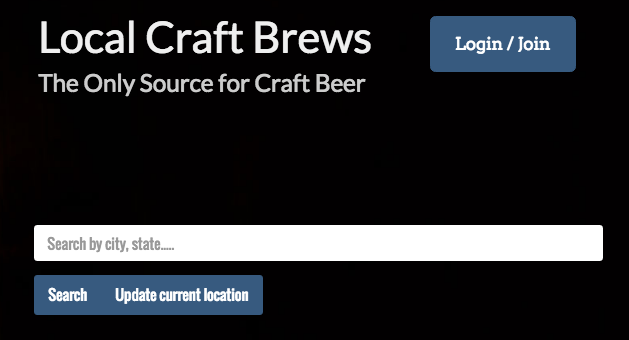 Local Craft Brews
Login / Join
The Only Source for Craft Beer
Search by city, state.....
Search
Update current location